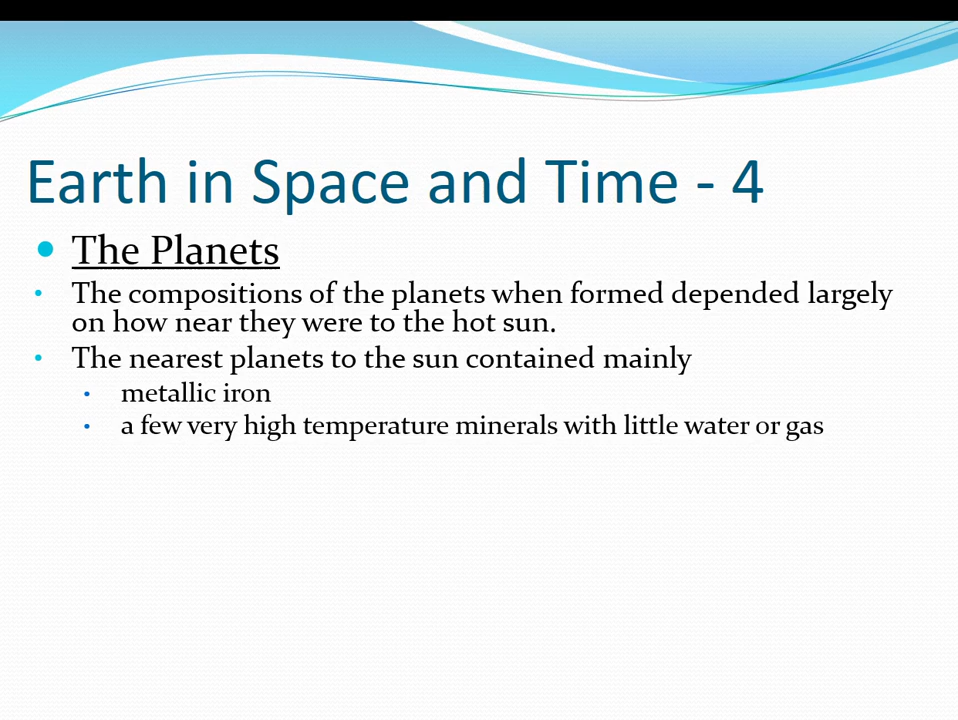 Earth in Space and Time - 4
• The Planets
• The compositions of the planets when formed depended largely
on how near they were to the hot sun.
• The nearest planets to the sun contained mainly
• metallic iron
• a few very high temperature minerals with little water or gas